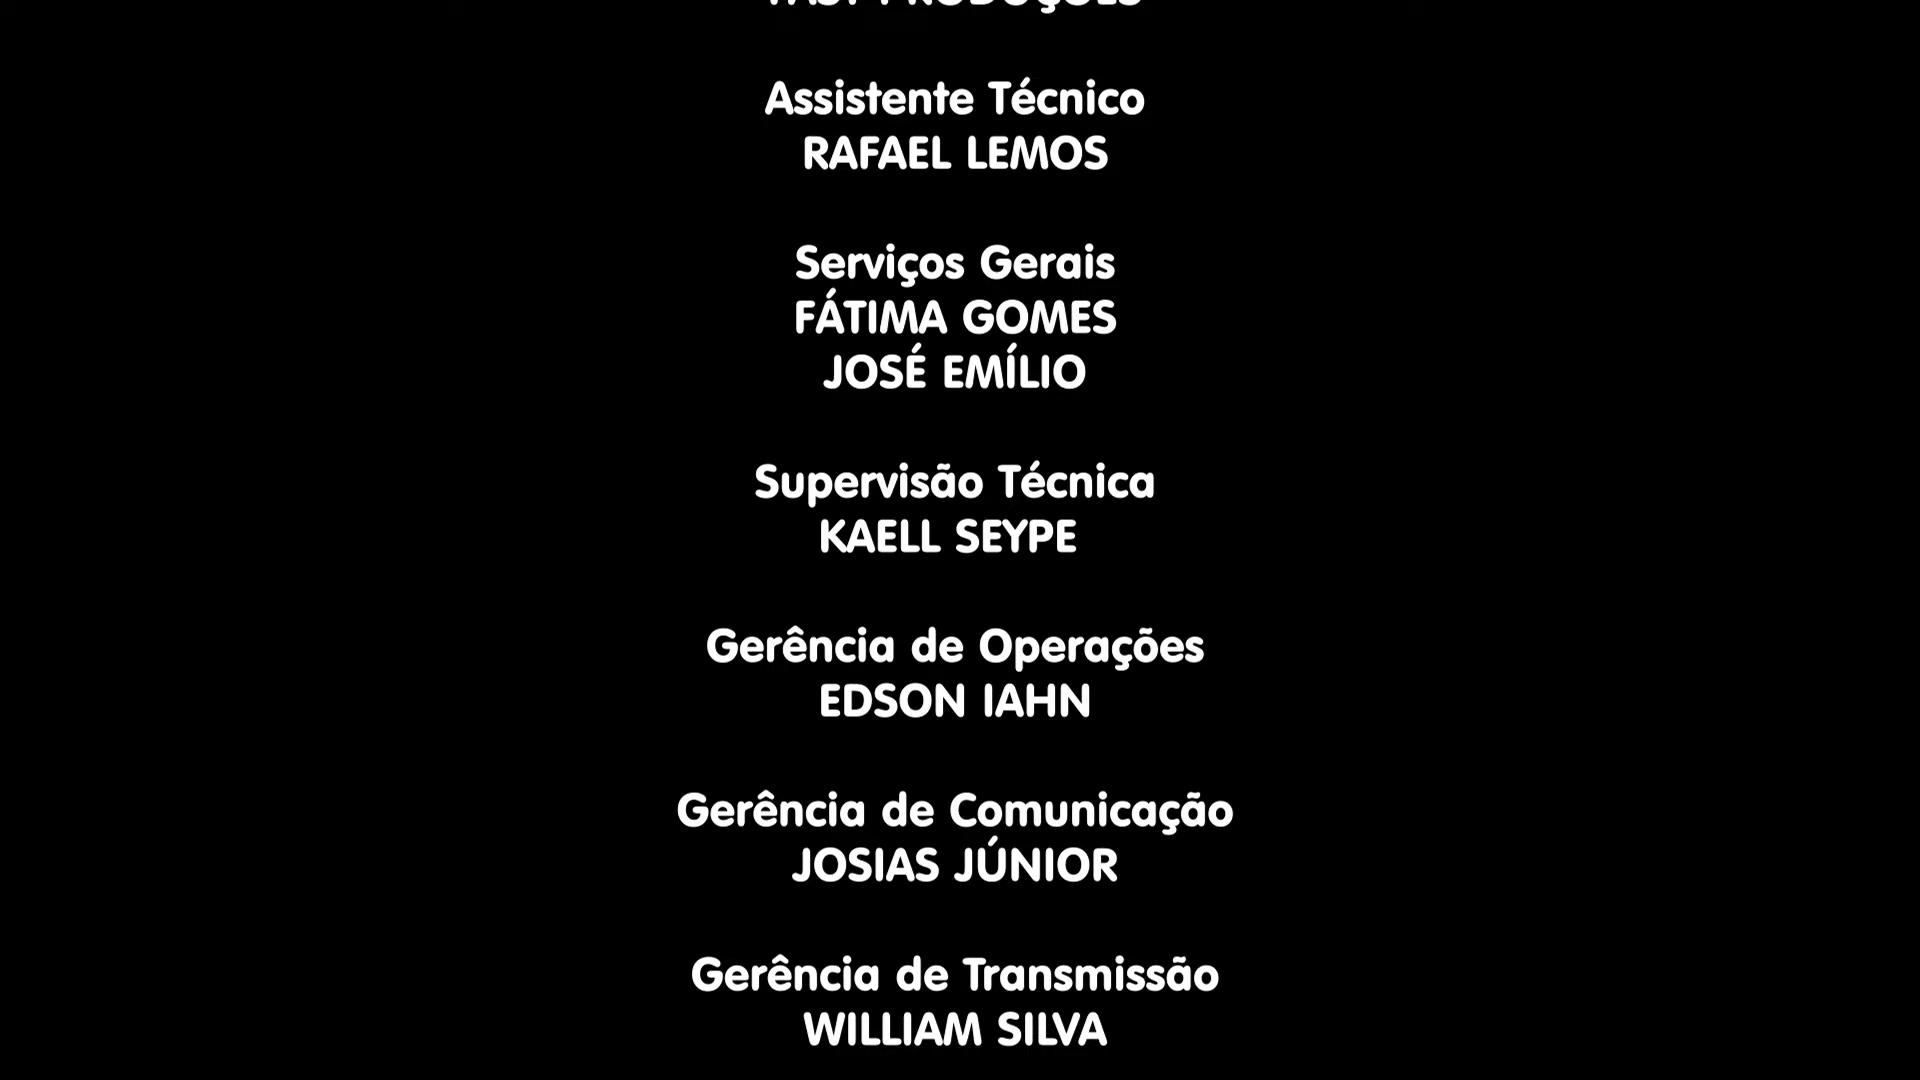 PRODUÇÕES
Assistente Técnico
RAFAEL LEMOS
Serviços Gerais
FÁTIMA GOMES
JOSÉ EMÍLIO
Supervisão Técnica
KAELL SEYPE
Gerência de Operações
EDSON IAHN
Gerência de Comunicação
JOSIAS JÚNIOR
Gerência de Transmissão
WILLIAM SILVA